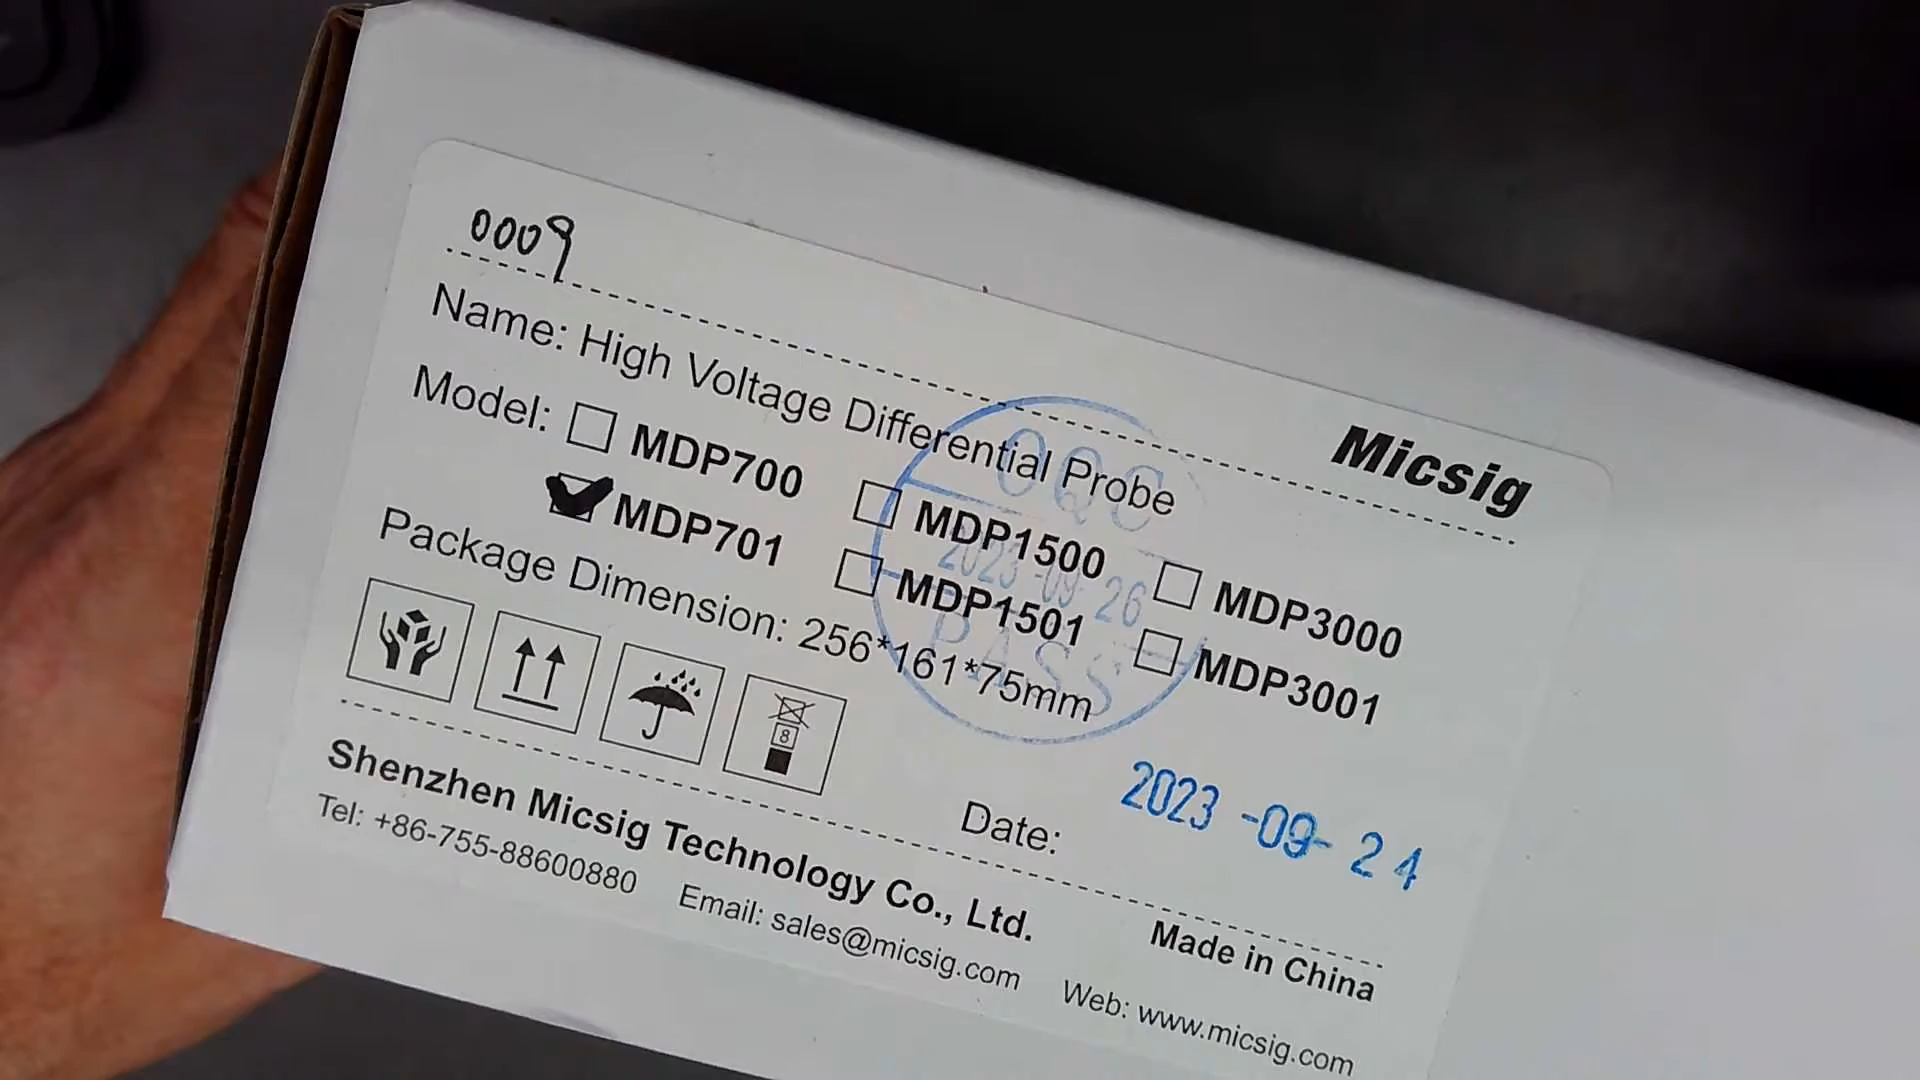 0009
Micsig
Name: High Voltage Differential Probe
Model: MDP700 MDP1500 MDP3000
MDP701 MDP1501 MDP3001
Package Dimension: 256*161*75mm
OQC
2023-09-26
PASS
8
Date: 2023-09-24
Shenzhen Micsig Technology Co., Ltd. Made in China
Tel: +86-755-88600880 Email: sales@micsig.com Web: www.micsig.com